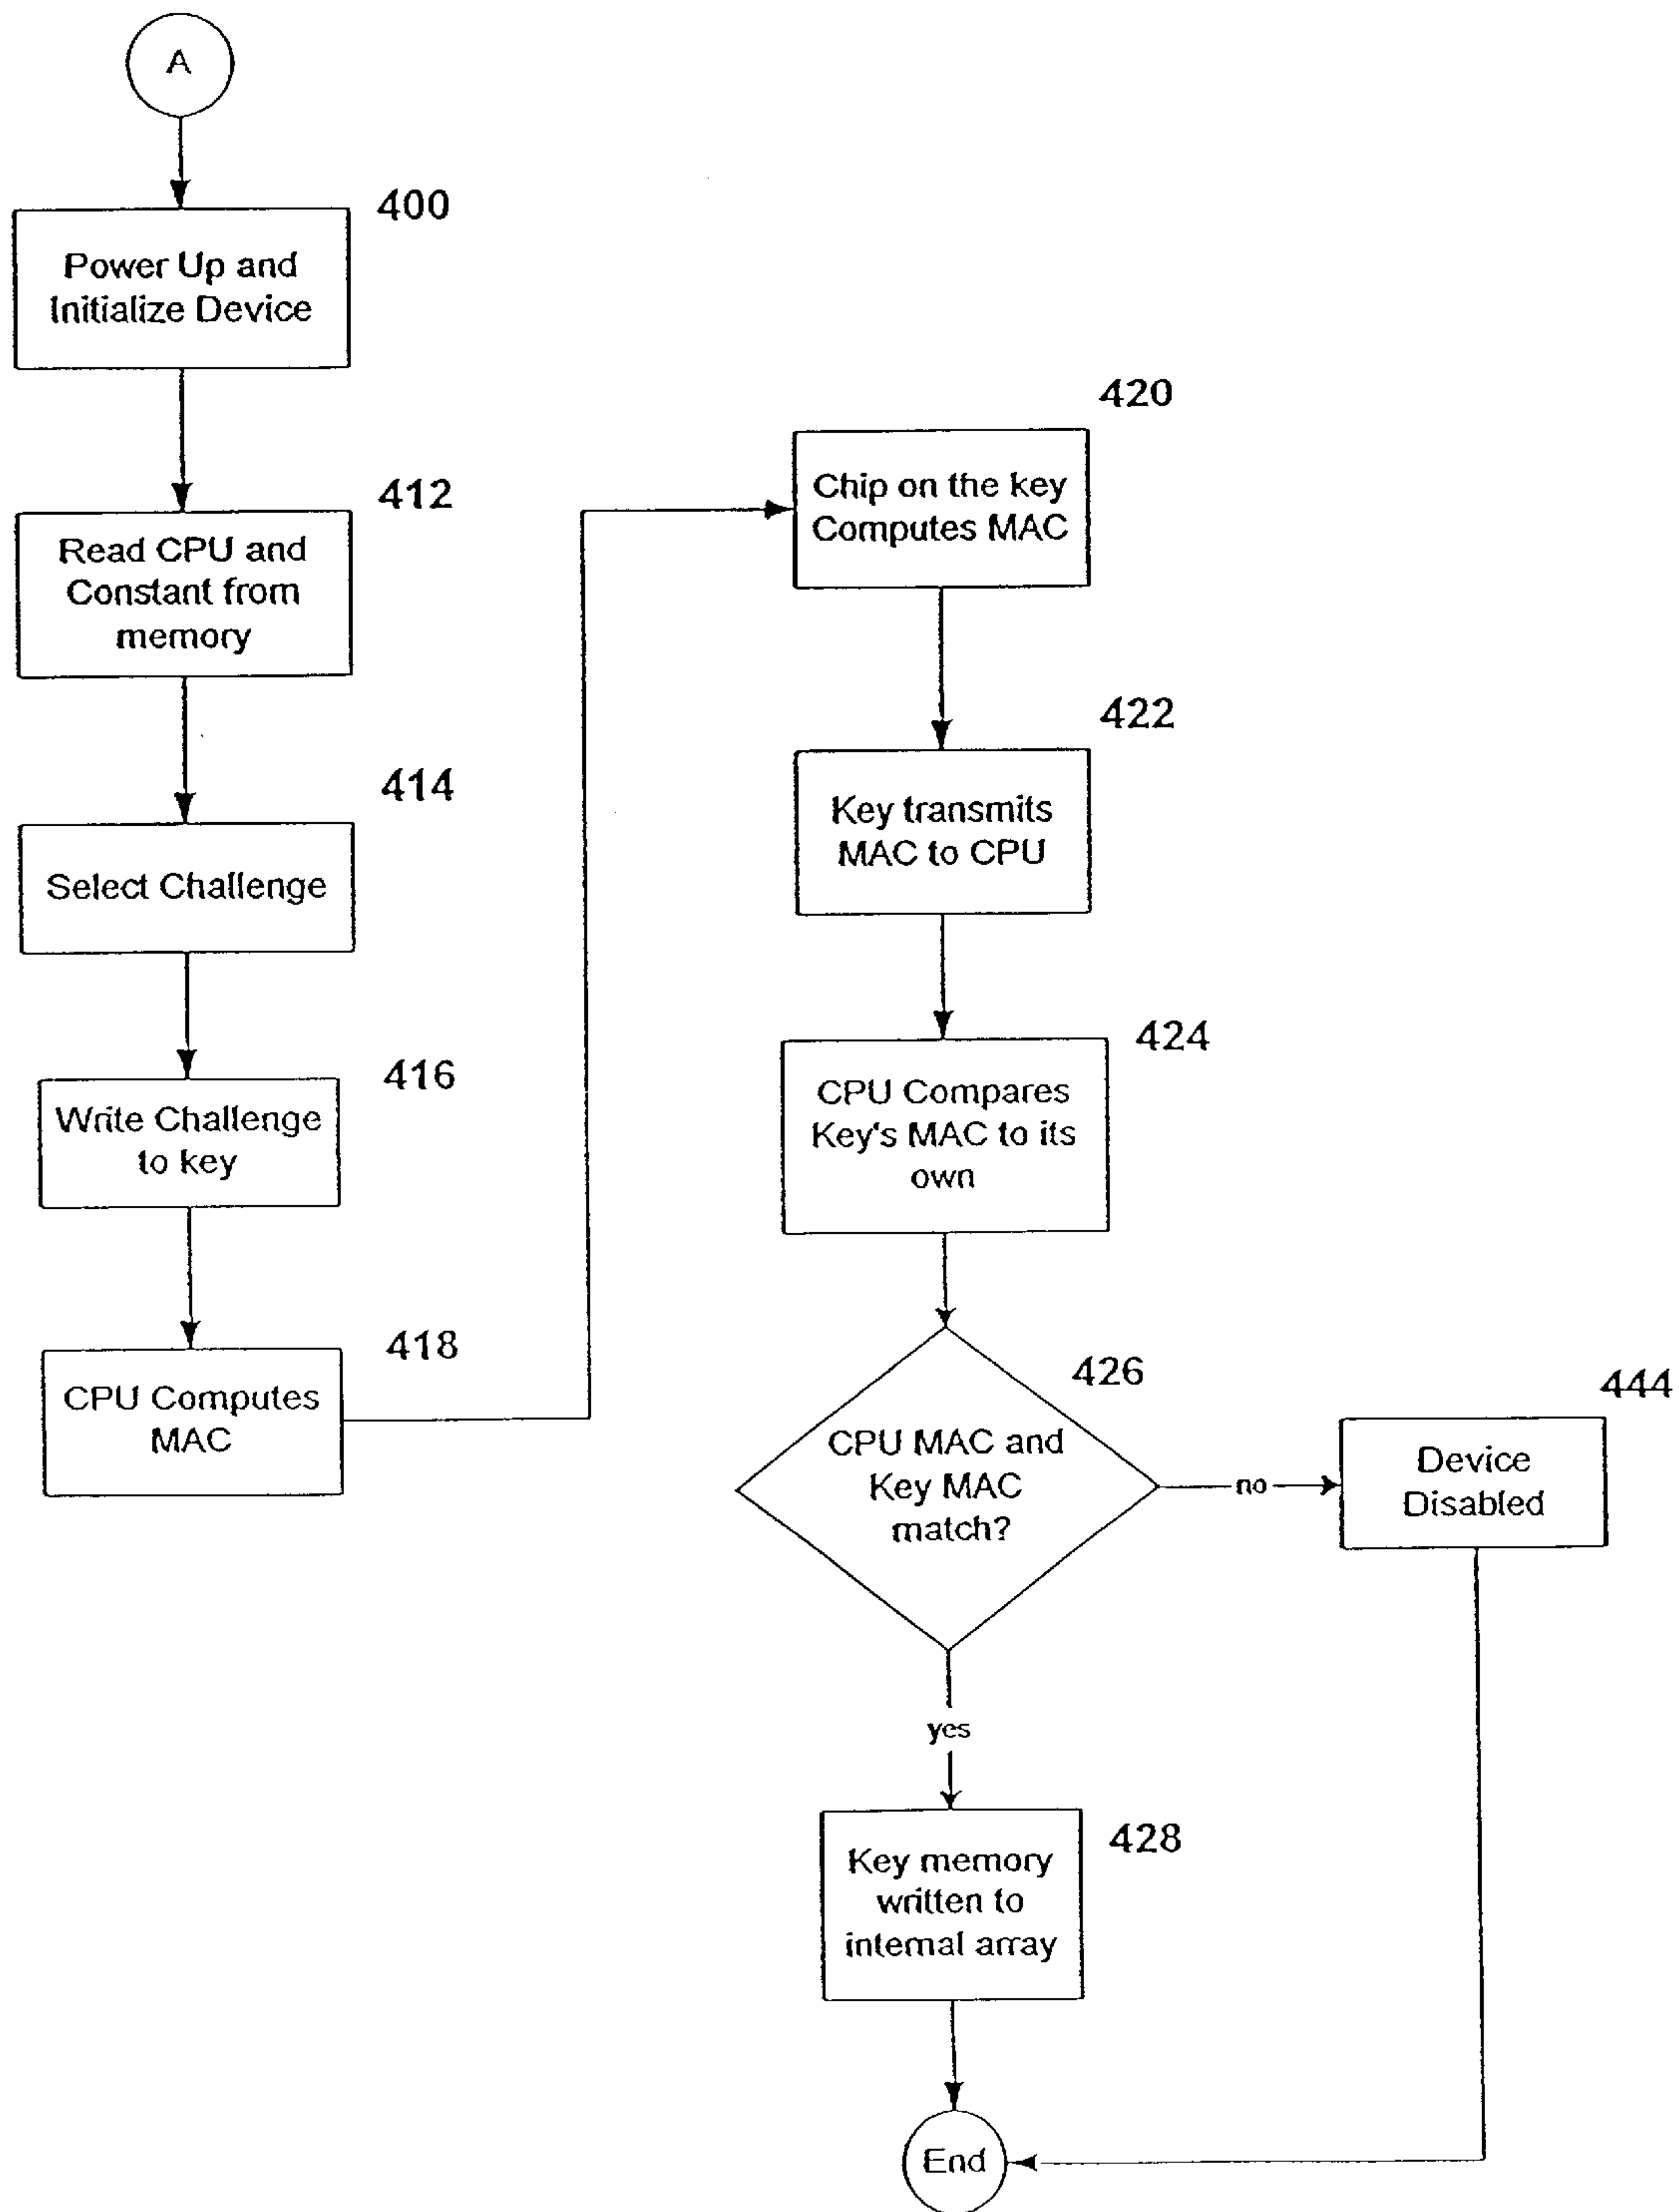 A
400
Power Up and
Initialize Device
412
Read CPU and
Constant from
memory
414
Select Challenge
416
Write Challenge
to key
418
CPU Computes
MAC
420
Chip on the key
Computes MAC
422
Key transmits
MAC to CPU
424
CPU Compares
Key's MAC to its
own
426
CPU MAC and
Key MAC
match?
no
444
Device
Disabled
yes
428
Key memory
written to
internal array
End